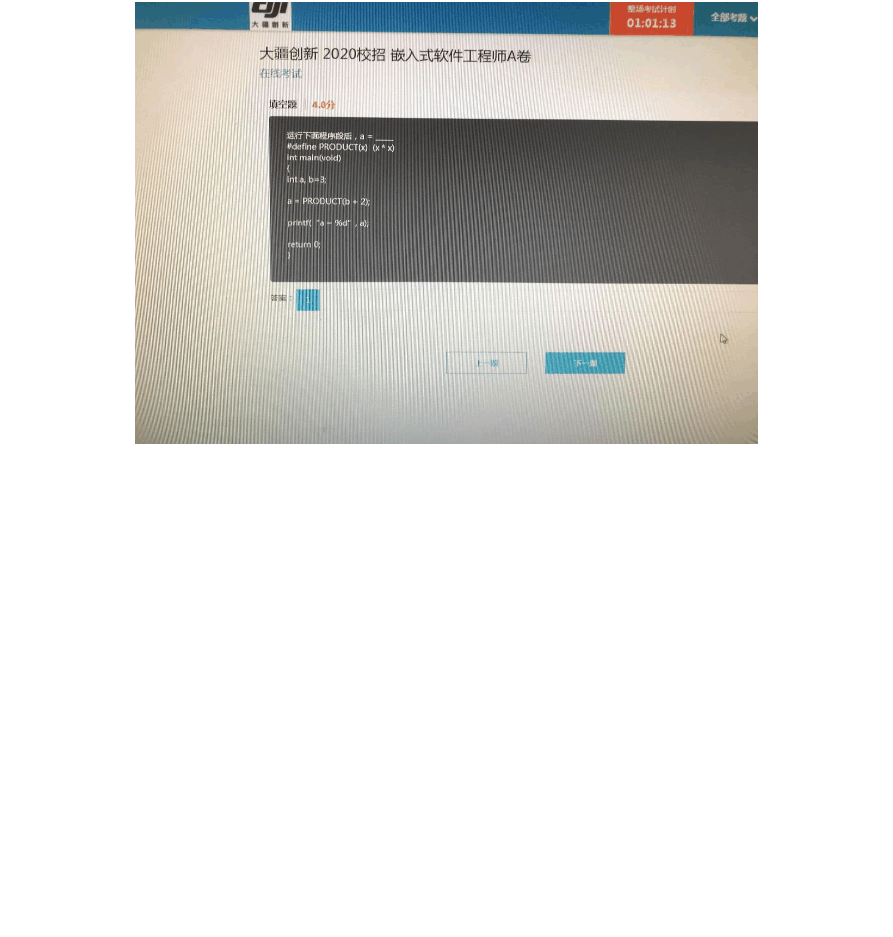 dji
大疆创新
整场考试计时
01:01:13
全部考题
大疆创新 2020校招 嵌入式软件工程师A卷
在线考试
填空题 4.0分
运行下面程序段后，a = ____
#define PRODUCT(x) (x * x)
int main(void)
{
int a, b=3;
a = PRODUCT(b + 2);
printf( "a = %d" , a);
return 0;
}
答案：
上一题
下一题